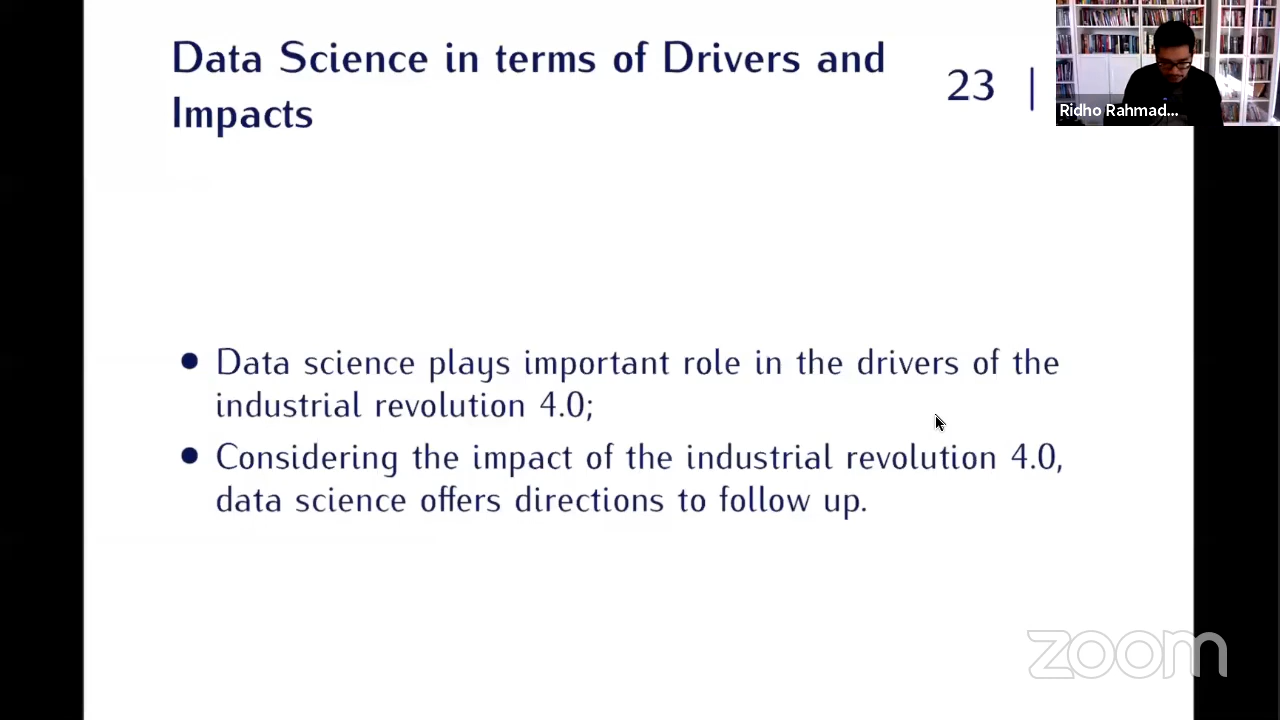 Data Science in terms of Drivers and
Impacts
23
Ridho Rahmad...
• Data science plays important role in the drivers of the
industrial revolution 4.0;
• Considering the impact of the industrial revolution 4.0,
data science offers directions to follow up.
zoom